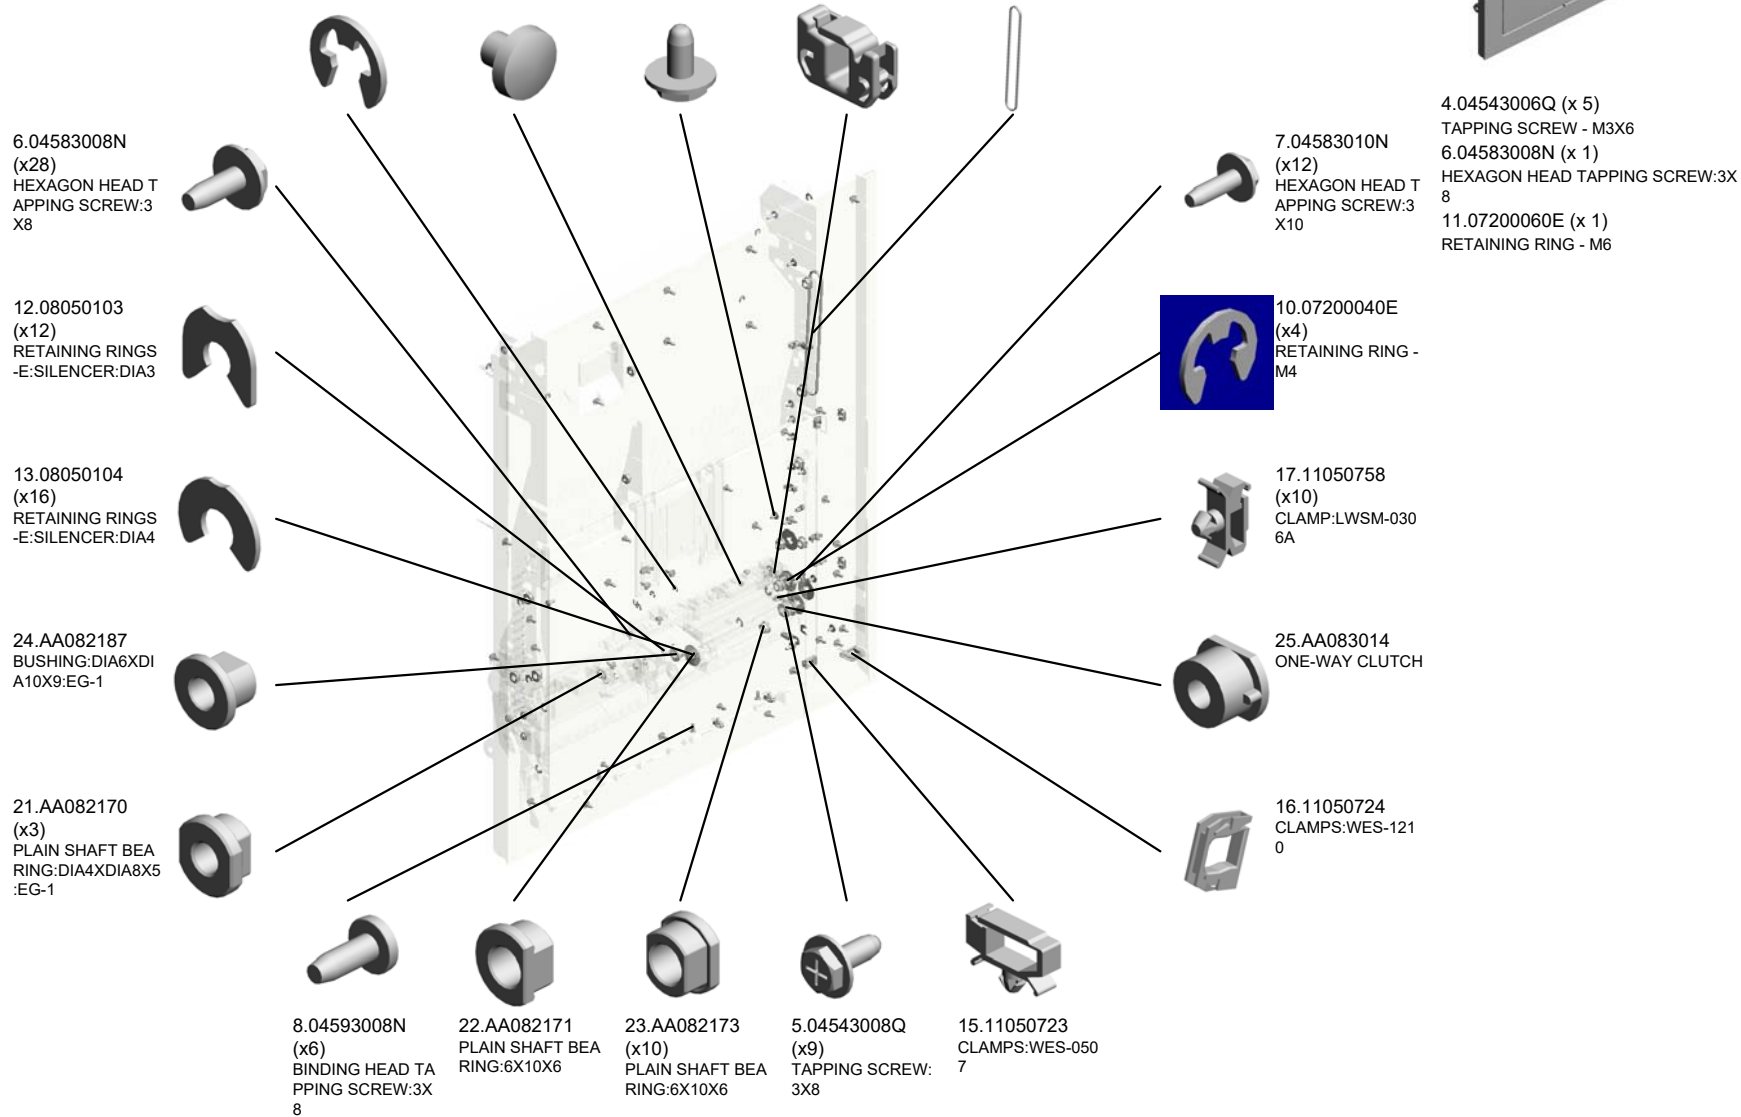 6.04583008N
(x28)
HEXAGON HEAD T
APPING SCREW:3
X8
12.08050103
(x12)
RETAINING RINGS
-E:SILENCER:DIA3
13.08050104
(x16)
RETAINING RINGS
-E:SILENCER:DIA4
24.AA082187
BUSHING:DIA6XDI
A10X9:EG-1
21.AA082170
(x3)
PLAIN SHAFT BEA
RING:DIA4XDIA8X5
:EG-1
8.04593008N
(x6)
BINDING HEAD TA
PPING SCREW:3X
8
22.AA082171
PLAIN SHAFT BEA
RING:6X10X6
23.AA082173
(x10)
PLAIN SHAFT BEA
RING:6X10X6
5.04543008Q
(x9)
TAPPING SCREW:
3X8
15.11050723
CLAMPS:WES-050
7
7.04583010N
(x12)
HEXAGON HEAD T
APPING SCREW:3
X10
10.07200040E
(x4)
RETAINING RING -
M4
17.11050758
(x10)
CLAMP:LWSM-030
6A
25.AA083014
ONE-WAY CLUTCH
16.11050724
CLAMPS:WES-121
0
4.04543006Q (x 5)
TAPPING SCREW - M3X6
6.04583008N (x 1)
HEXAGON HEAD TAPPING SCREW:3X
8
11.07200060E (x 1)
RETAINING RING - M6